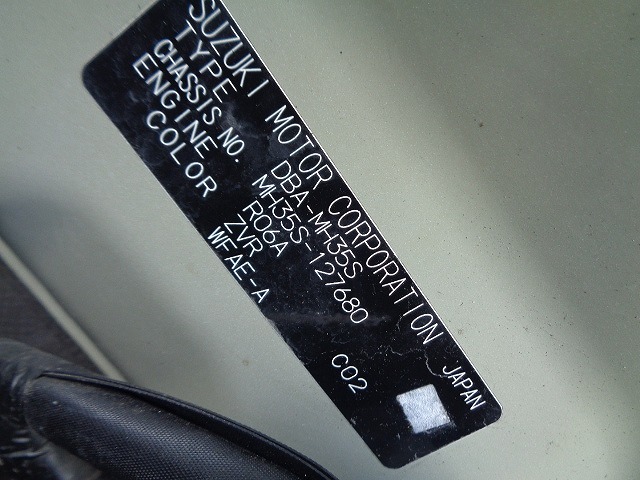 SUZUKI MOTOR CORPORATION JAPAN
TYPE DBA-MH35S
CHASSIS NO. MH35S-127680
ENGINE R06A
COLOR ZVR C02
WFAE-A